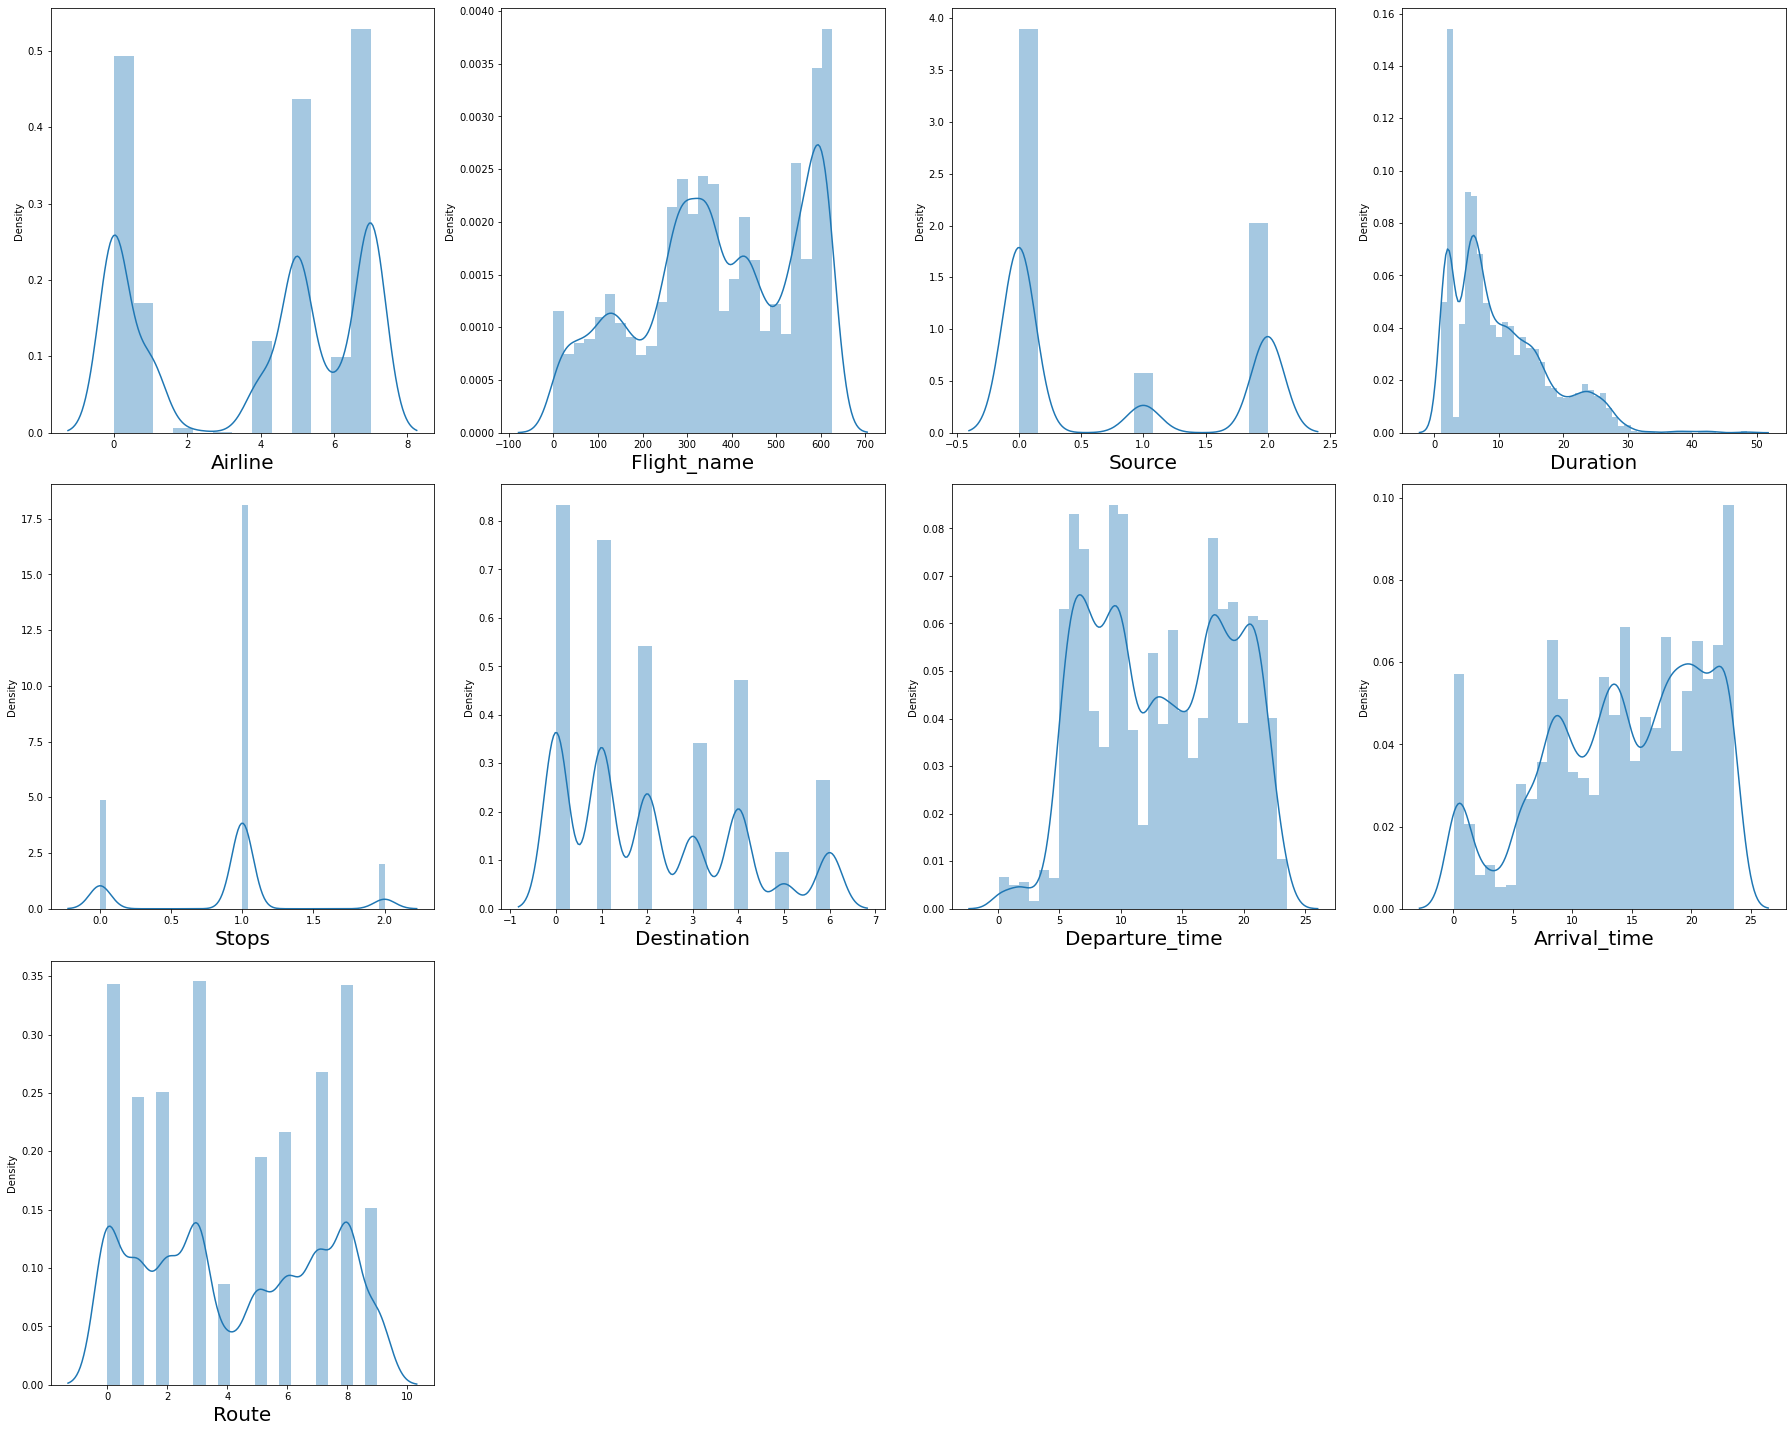 0.5
0.4
0.3
0.2
0.1
0.0
Density
0 2 4 6 8
Airline
0.0040
0.0035
0.0030
0.0025
0.0020
0.0015
0.0010
0.0005
0.0000
Density
−100 0 100 200 300 400 500 600 700
Flight_name
4.0
3.5
3.0
2.5
2.0
1.5
1.0
0.5
0.0
Density
−0.5 0.0 0.5 1.0 1.5 2.0 2.5
Source
0.16
0.14
0.12
0.10
0.08
0.06
0.04
0.02
0.00
Density
0 10 20 30 40 50
Duration
17.5
15.0
12.5
10.0
7.5
5.0
2.5
0.0
Density
0.0 0.5 1.0 1.5 2.0
Stops
0.8
0.7
0.6
0.5
0.4
0.3
0.2
0.1
0.0
Density
−1 0 1 2 3 4 5 6 7
Destination
0.08
0.07
0.06
0.05
0.04
0.03
0.02
0.01
0.00
Density
0 5 10 15 20 25
Departure_time
0.10
0.08
0.06
0.04
0.02
0.00
Density
0 5 10 15 20 25
Arrival_time
0.35
0.30
0.25
0.20
0.15
0.10
0.05
0.00
Density
0 2 4 6 8 10
Route